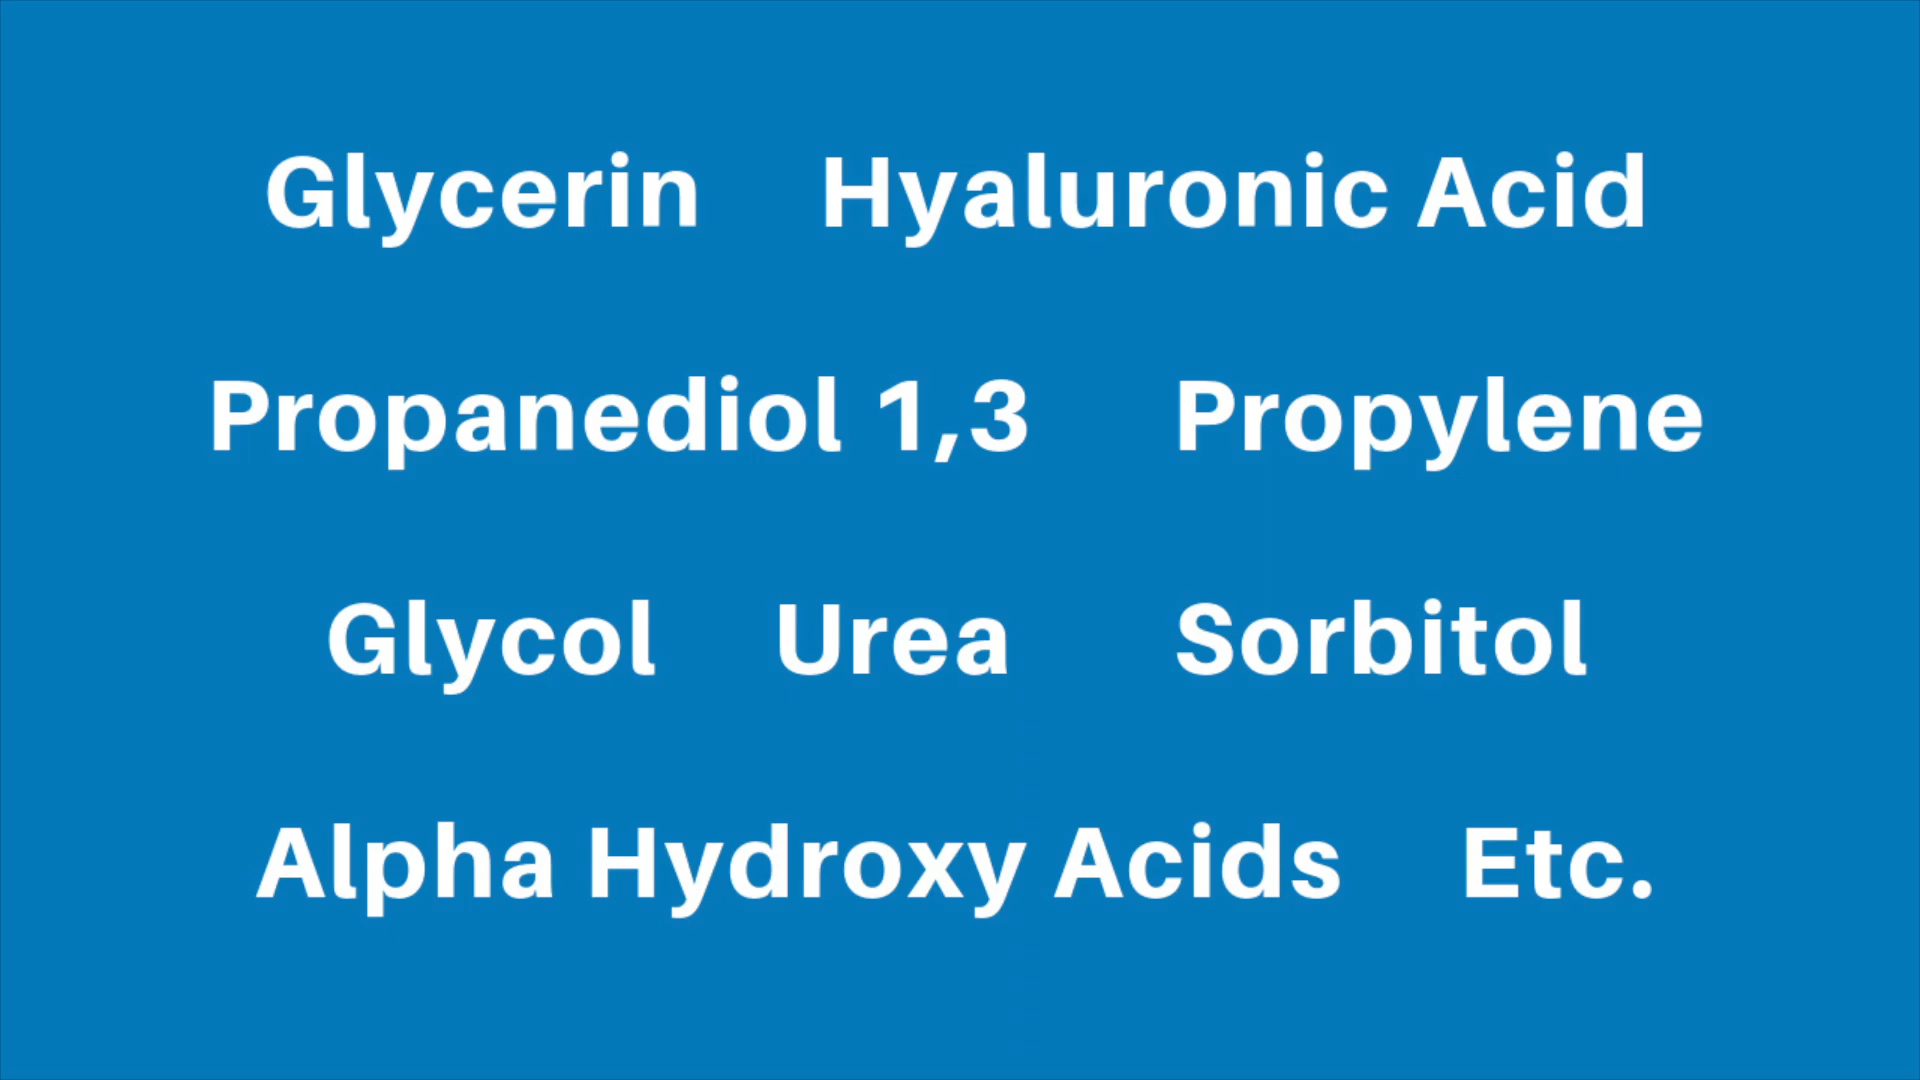 Glycerin Hyaluronic Acid
Propanediol 1,3 Propylene
Glycol Urea Sorbitol
Alpha Hydroxy Acids Etc.